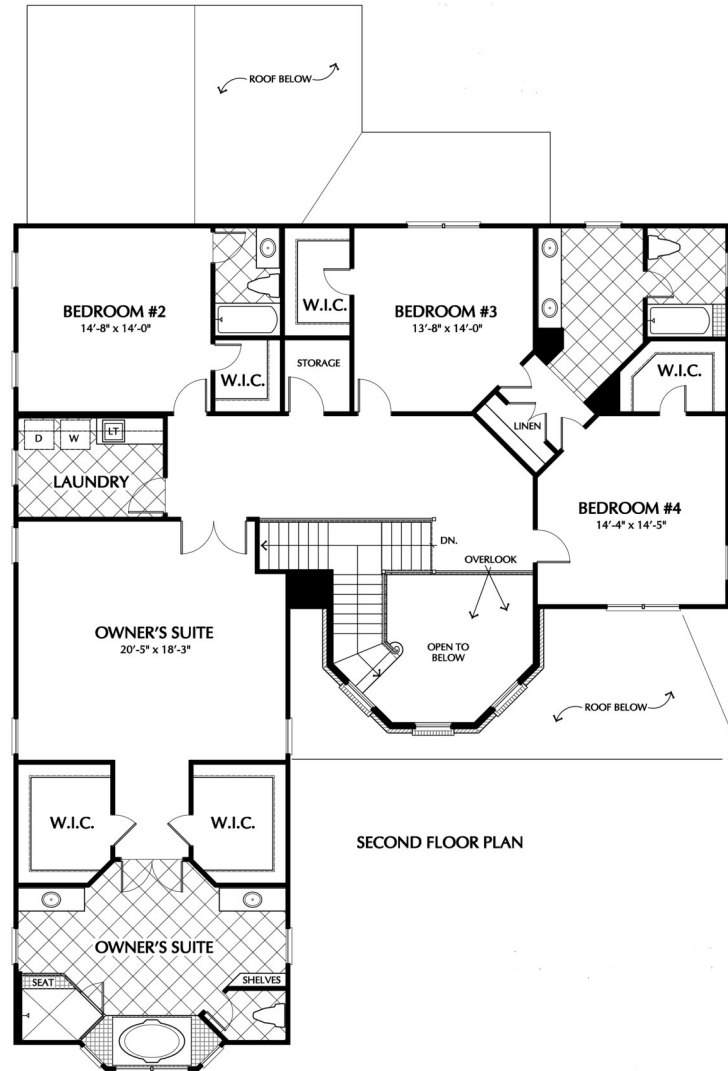 ROOF BELOW
BEDROOM #2
14'-8" x 14'-0"
W.I.C.
BEDROOM #3
13'-8" x 14'-0"
STORAGE
W.I.C.
W.I.C.
LINEN
D
W
LT
LAUNDRY
BEDROOM #4
14'-4" x 14'-5"
DN.
OVERLOOK
OWNER'S SUITE
20'-5" x 18'-3"
OPEN TO
BELOW
ROOF BELOW
W.I.C.
W.I.C.
SECOND FLOOR PLAN
OWNER'S SUITE
SEAT
SHELVES